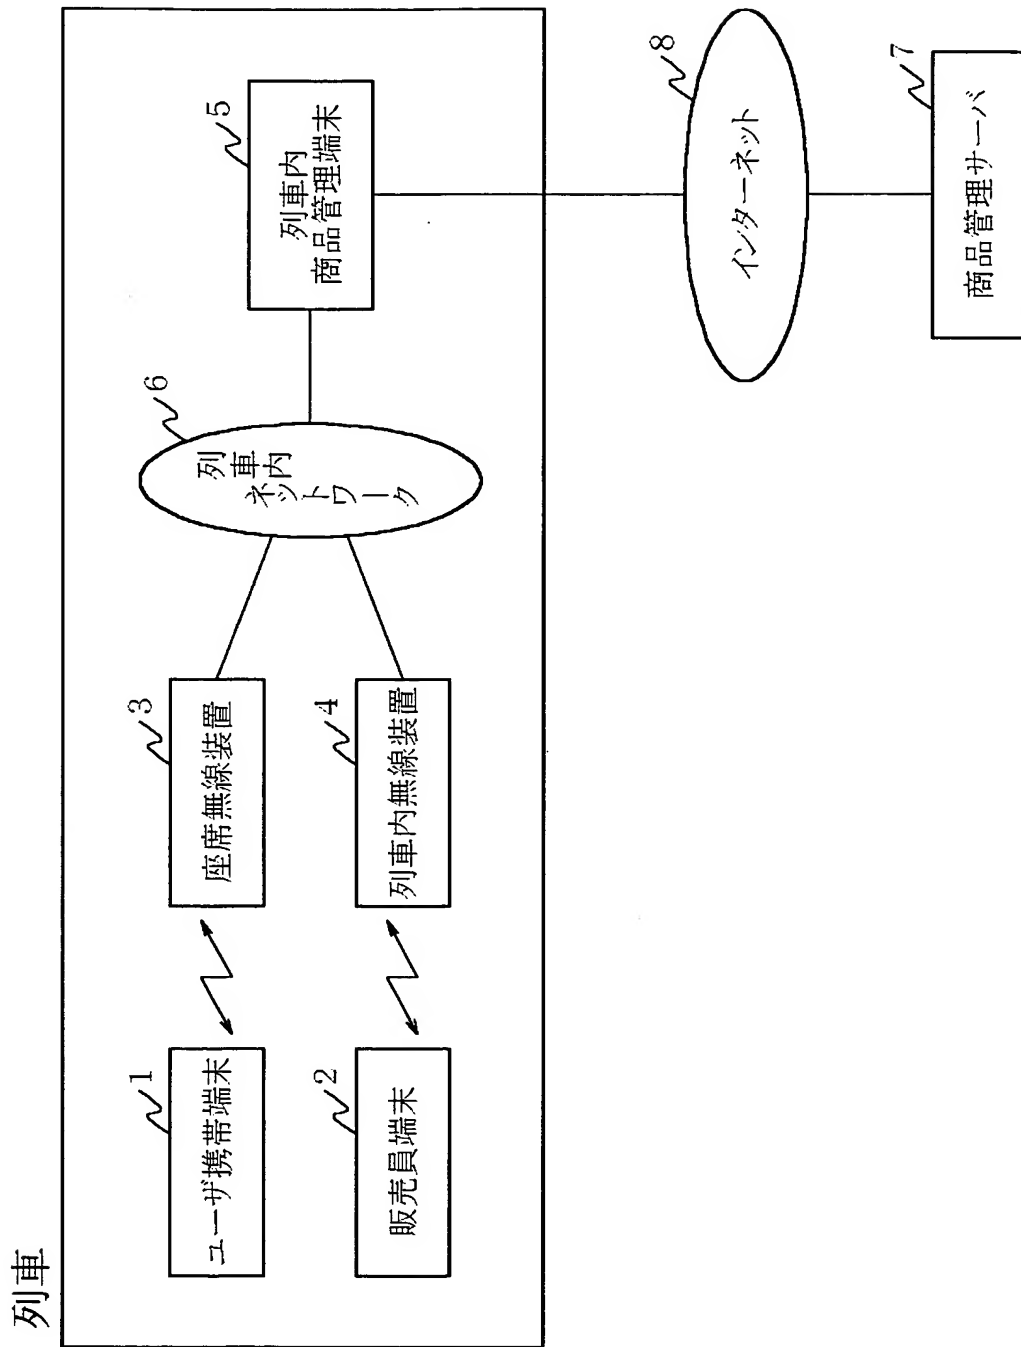 列車
1
ユーザ携帯端末
2
販売員端末
3
座席無線装置
4
列車内無線装置
6
列車内
ネットワーク
5
列車内
商品管理端末
8
インターネット
7
商品管理サーバ